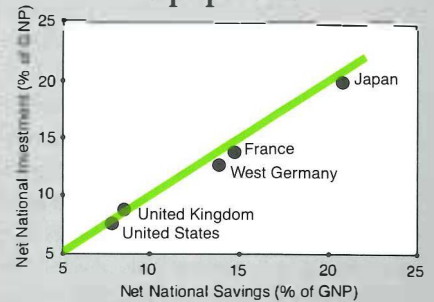 25
20
15
10
5
Net National Investment (% of GNP)
Japan
France
West Germany
United Kingdom
United States
5
10
15
20
25
Net National Savings (% of GNP)